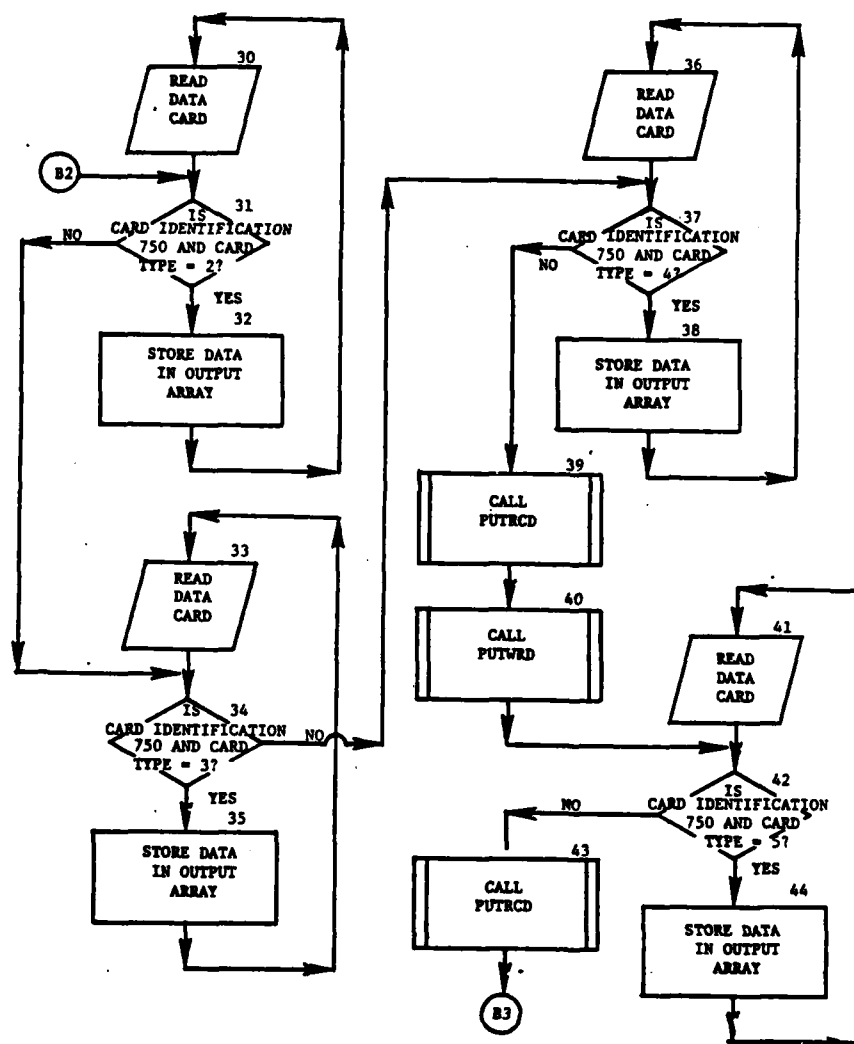 30
READ
DATA
CARD
B2
31
IS
CARD IDENTIFICATION
NO
750 AND CARD
TYPE = 2?
YES
32
STORE DATA
IN OUTPUT
ARRAY
33
READ
DATA
CARD
34
IS
CARD IDENTIFICATION
750 AND CARD
NO
TYPE = 3?
YES
35
STORE DATA
IN OUTPUT
ARRAY
36
READ
DATA
CARD
37
IS
CARD IDENTIFICATION
750 AND CARD
NO
TYPE = 4?
YES
38
STORE DATA
IN OUTPUT
ARRAY
39
CALL
PUTRCD
40
CALL
PUTWRD
41
READ
DATA
CARD
42
IS
CARD IDENTIFICATION
NO
750 AND CARD
TYPE = 5?
YES
43
CALL
PUTRCD
B3
44
STORE DATA
IN OUTPUT
ARRAY